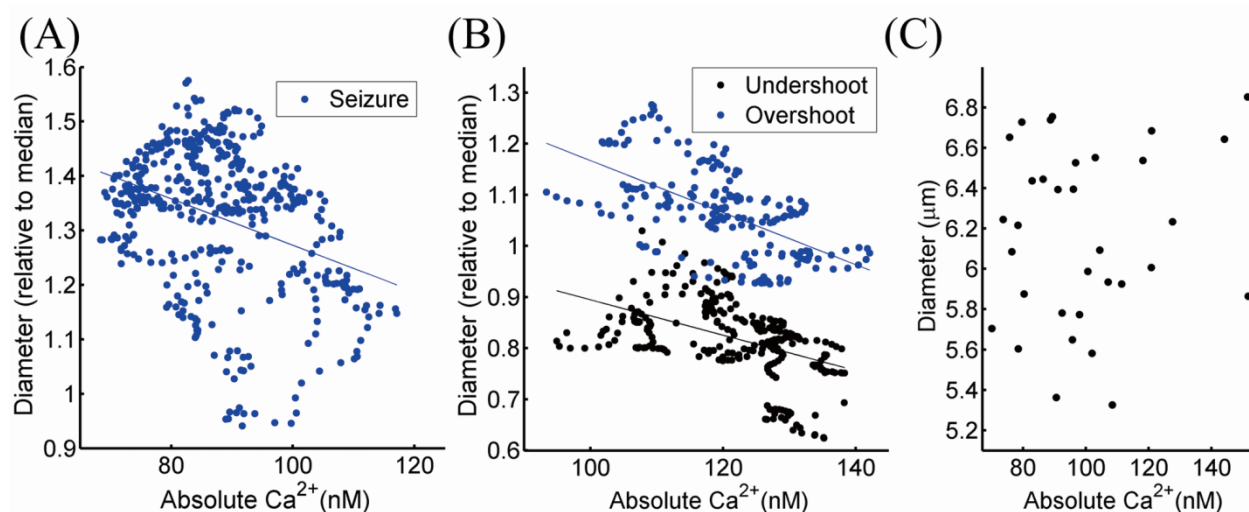 (A)
Diameter (relative to median)
1.6
1.5
1.4
1.3
1.2
1.1
1
0.9
Seizure
80
100
120
Absolute Ca²⁺(nM)
(B)
Diameter (relative to median)
1.3
1.2
1.1
1
0.9
0.8
0.7
0.6
Undershoot
Overshoot
100
120
140
Absolute Ca²⁺(nM)
(C)
Diameter (μm)
6.8
6.6
6.4
6.2
6
5.8
5.6
5.4
5.2
80
100
120
140
Absolute Ca²⁺(nM)